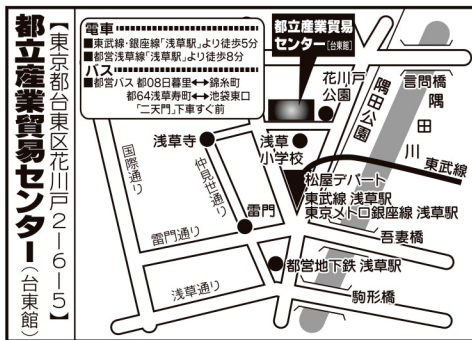 【東京都台東区花川戸2-6-5】
都立産業貿易センター(台東館)
電車
■東武線・銀座線「浅草駅」より徒歩5分
■都営浅草線「浅草駅」より徒歩8分
バス
■都営バス 都08日暮里⟷錦糸町
都64浅草寿町⟷池袋東口
「二天門」下車すぐ前
都立産業貿易
センター[台東館]
花川戸
公園
隅田公園
言問橋
隅田川
東武線
国際通り
浅草寺
仲見世通り
浅草
小学校
松屋デパート
東武線 浅草駅
東京メトロ銀座線 浅草駅
雷門
雷門通り
吾妻橋
都営地下鉄 浅草駅
浅草通り
駒形橋